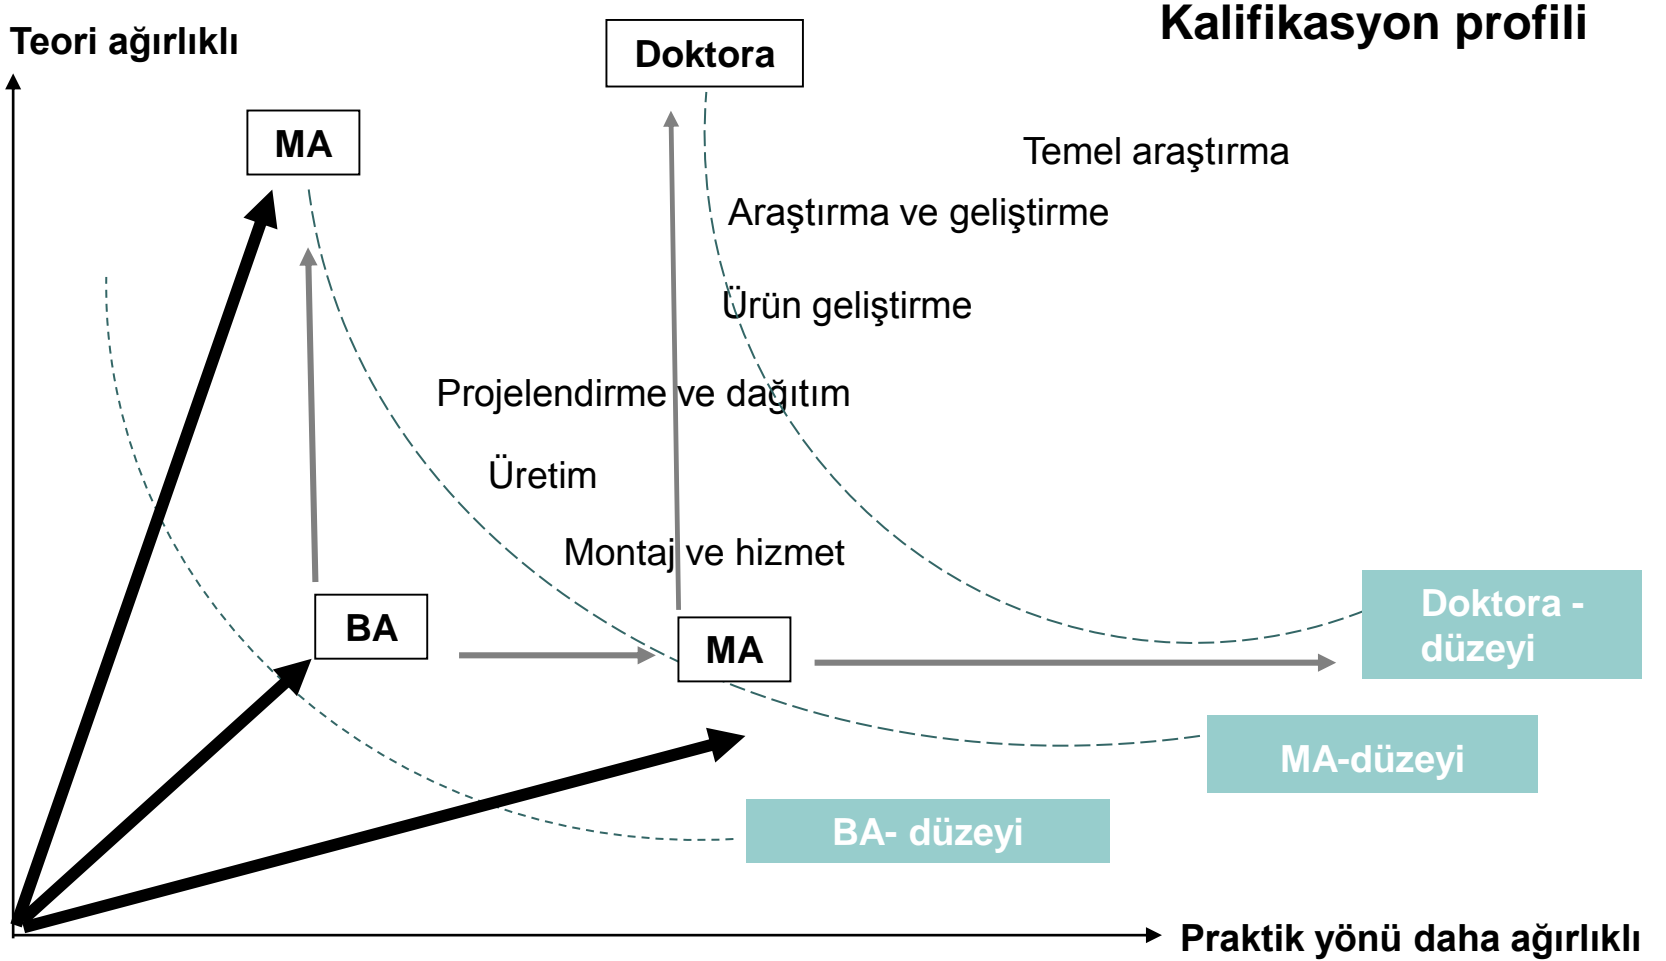 Kalifikasyon profili
Teori ağırlıklı
Doktora
MA
Temel araştırma
Araştırma ve geliştirme
Ürün geliştirme
Projelendirme ve dağıtım
Üretim
Montaj ve hizmet
BA
MA
Doktora -
düzeyi
MA-düzeyi
BA- düzeyi
Praktik yönü daha ağırlıklı